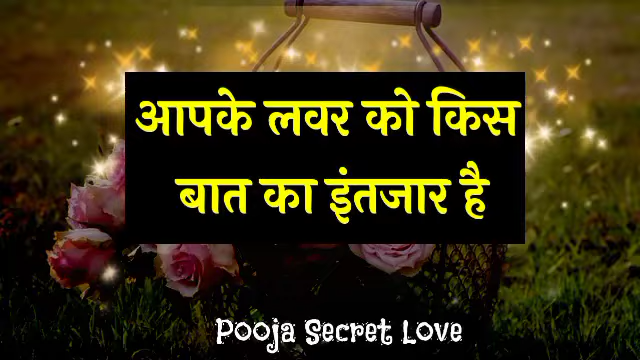 आपके लवर को किस
बात का इंतजार है
Pooja Secret Love